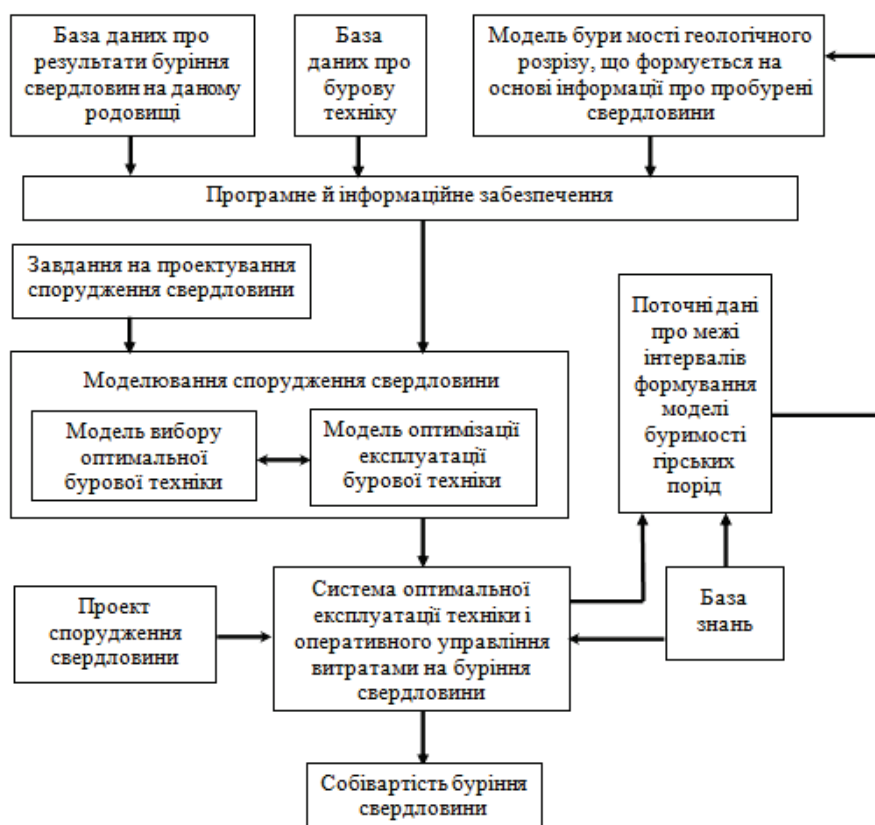 База даних про
результати буріння
свердловин на даному
родовищі
База
даних про
бурову
техніку
Модель бури мості геологічного
розрізу, що формується на
основі інформації про пробурені
свердловини
Програмне й інформаційне забезпечення
Завдання на проектування
спорудження свердловини
Поточні дані
про межі
інтервалів
формування
моделі
буримості
гірських
порід
Моделювання спорудження свердловини
Модель вибору
оптимальної
бурової техніки
Модель оптимізації
експлуатації
бурової техніки
Проект
спорудження
свердловини
Система оптимальної
експлуатації техніки і
оперативного управління
витратами на буріння
свердловини
База
знань
Собівартість буріння
свердловини